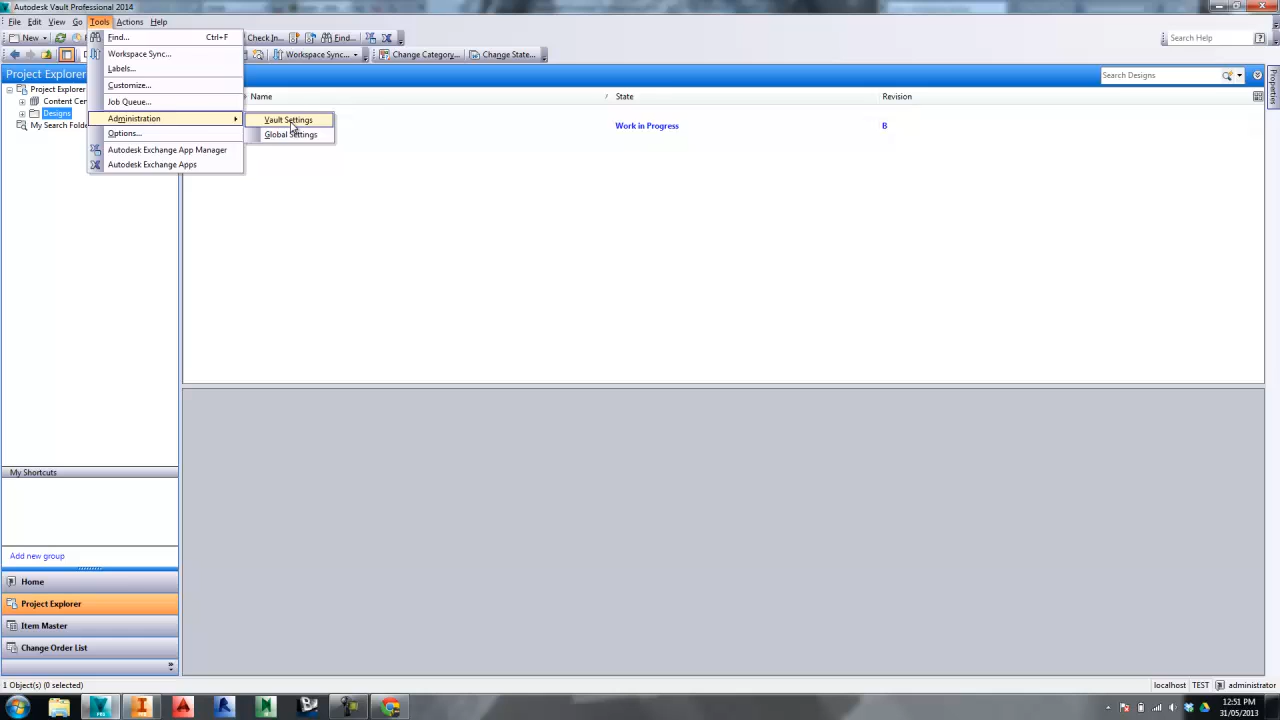 Autodesk Vault Professional 2014
File Edit View Go Tools Actions Help
New Check In... Find... Search Help
Workspace Sync... Change Category... Change State...
Find... Ctrl+F
Workspace Sync...
Labels...
Customize...
Job Queue...
Administration
Options...
Autodesk Exchange App Manager
Autodesk Exchange Apps
Vault Settings
Global Settings
Project Explorer
Search Designs
Properties
Project Explorer
Content Cen
Designs
My Search Folde
Name State Revision
Work in Progress B
My Shortcuts
Add new group
Home
Project Explorer
Item Master
Change Order List
1 Object(s) (0 selected)
localhost TEST administrator
12:51 PM
31/05/2013